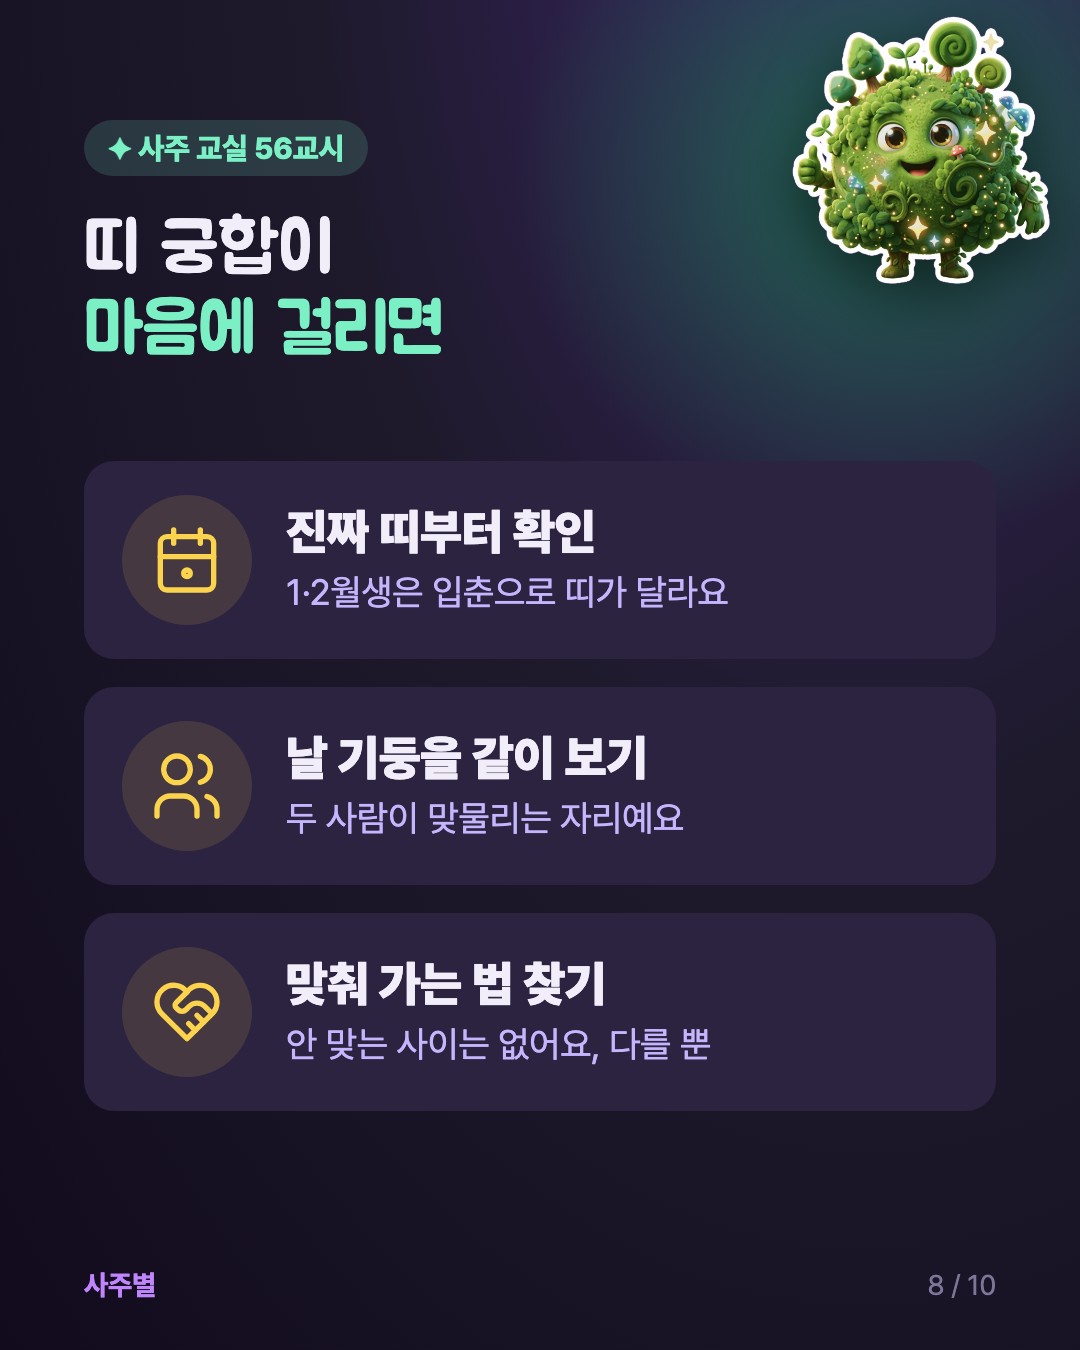 사주 교실 56교시
띠 궁합이
마음에 걸리면
진짜 띠부터 확인
1·2월생은 입춘으로 띠가 달라요
날 기둥을 같이 보기
두 사람이 맞물리는 자리예요
맞춰 가는 법 찾기
안 맞는 사이는 없어요, 다를 뿐
사주별
8 / 10